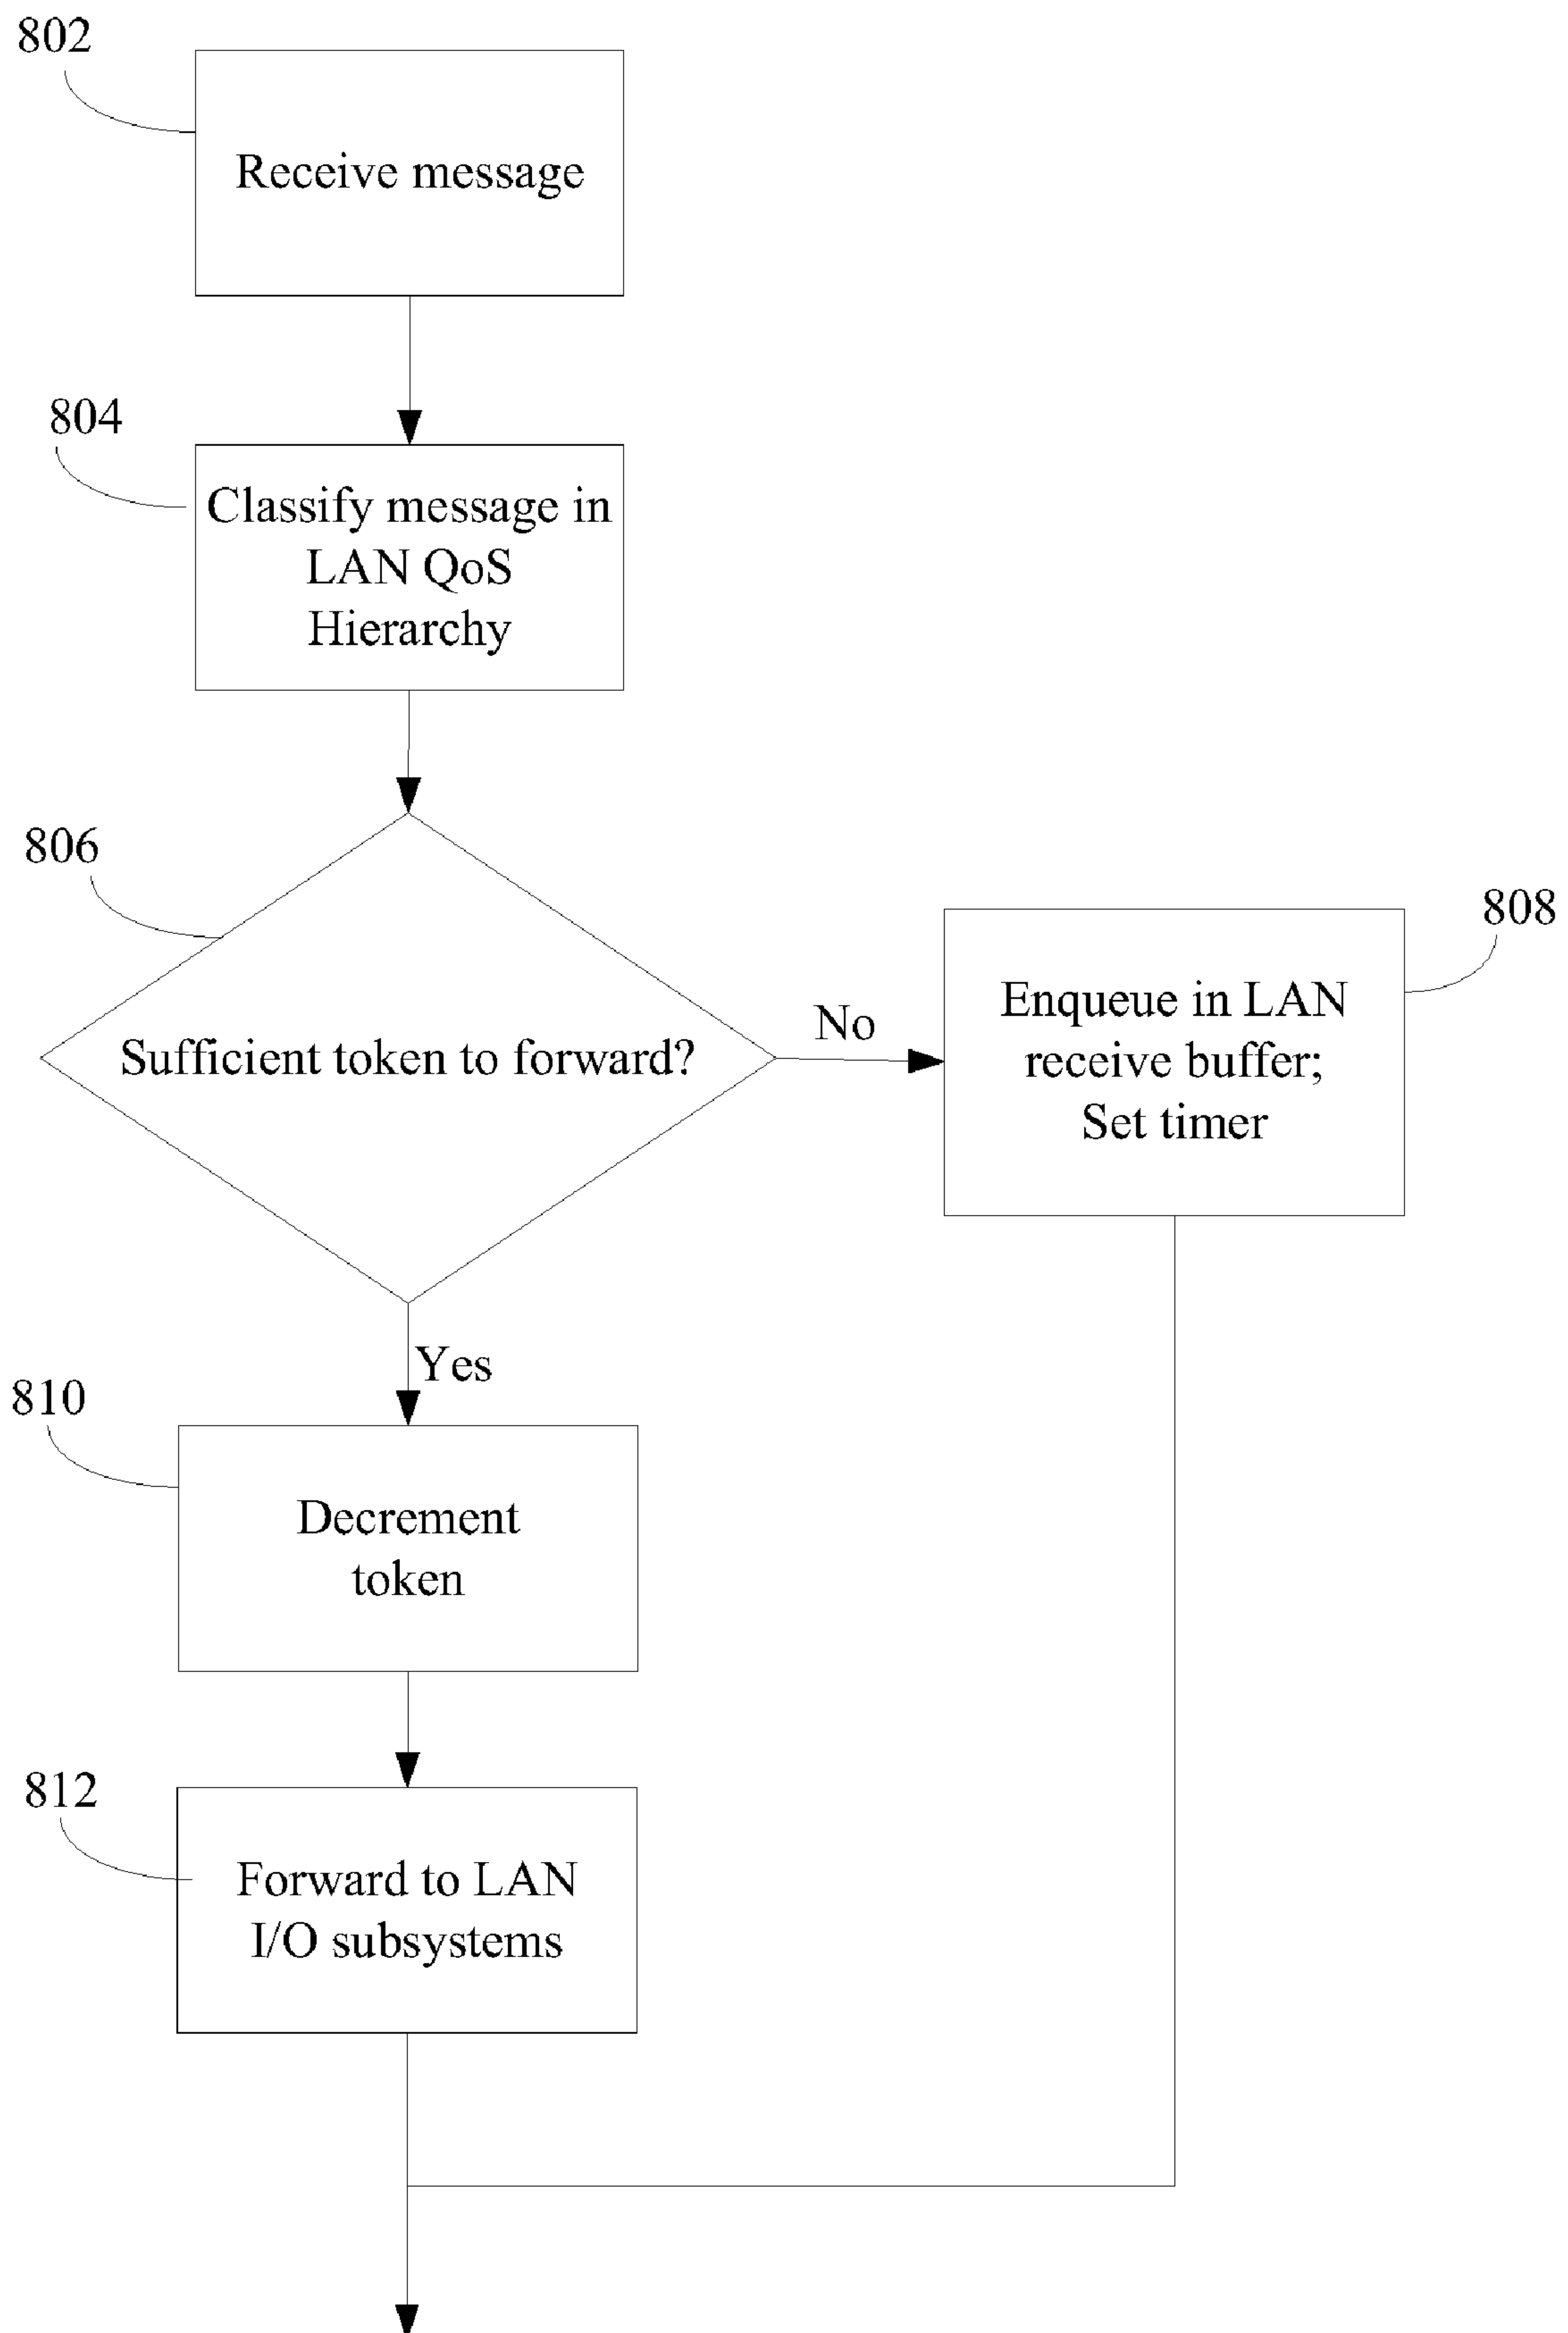 802
Receive message
804
Classify message in
LAN QoS
Hierarchy
806
Sufficient token to forward?
No
808
Enqueue in LAN
receive buffer;
Set timer
Yes
810
Decrement
token
812
Forward to LAN
I/O subsystems